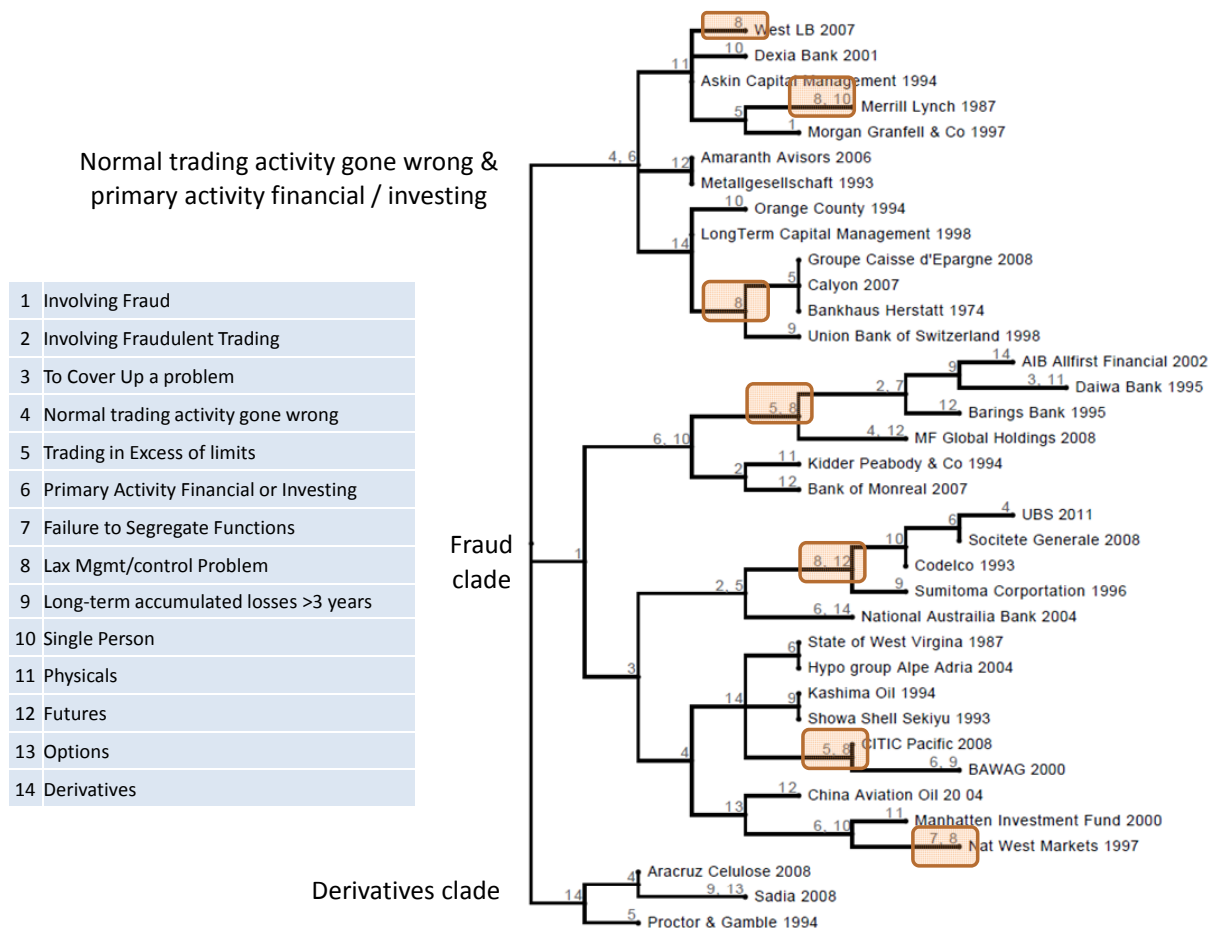 8
West LB 2007
10
Dexia Bank 2001
11
Askin Capital Management 1994
8, 10
Merrill Lynch 1987
5
1
Morgan Granfell & Co 1997
Normal trading activity gone wrong &
primary activity financial / investing
4, 6
12
Amaranth Avisors 2006
Metallgesellschaft 1993
10
Orange County 1994
14
LongTerm Capital Management 1998
Groupe Caisse d'Epargne 2008
5
Calyon 2007
8
Bankhaus Herstatt 1974
9
Union Bank of Switzerland 1998
1 Involving Fraud
2 Involving Fraudulent Trading
3 To Cover Up a problem
4 Normal trading activity gone wrong
5 Trading in Excess of limits
6 Primary Activity Financial or Investing
7 Failure to Segregate Functions
8 Lax Mgmt/control Problem
9 Long-term accumulated losses >3 years
10 Single Person
11 Physicals
12 Futures
13 Options
14 Derivatives
14
AIB Allfirst Financial 2002
9
3, 11
Daiwa Bank 1995
2, 7
12
Barings Bank 1995
5, 8
4, 12
MF Global Holdings 2008
6, 10
11
Kidder Peabody & Co 1994
2
12
Bank of Monreal 2007
Fraud
clade
1
4
UBS 2011
6
Socitete Generale 2008
10
Codelco 1993
8, 12
9
Sumitoma Corportation 1996
2, 5
6, 14
National Austrailia Bank 2004
3
State of West Virgina 1987
6
Hypo group Alpe Adria 2004
14
Kashima Oil 1994
9
Showa Shell Sekiyu 1993
4
5, 8
CITIC Pacific 2008
6, 9
BAWAG 2000
12
China Aviation Oil 20 04
13
11
Manhatten Investment Fund 2000
6, 10
7, 8
Nat West Markets 1997
Derivatives clade
14
4
Aracruz Celulose 2008
9, 13
Sadia 2008
5
Proctor & Gamble 1994